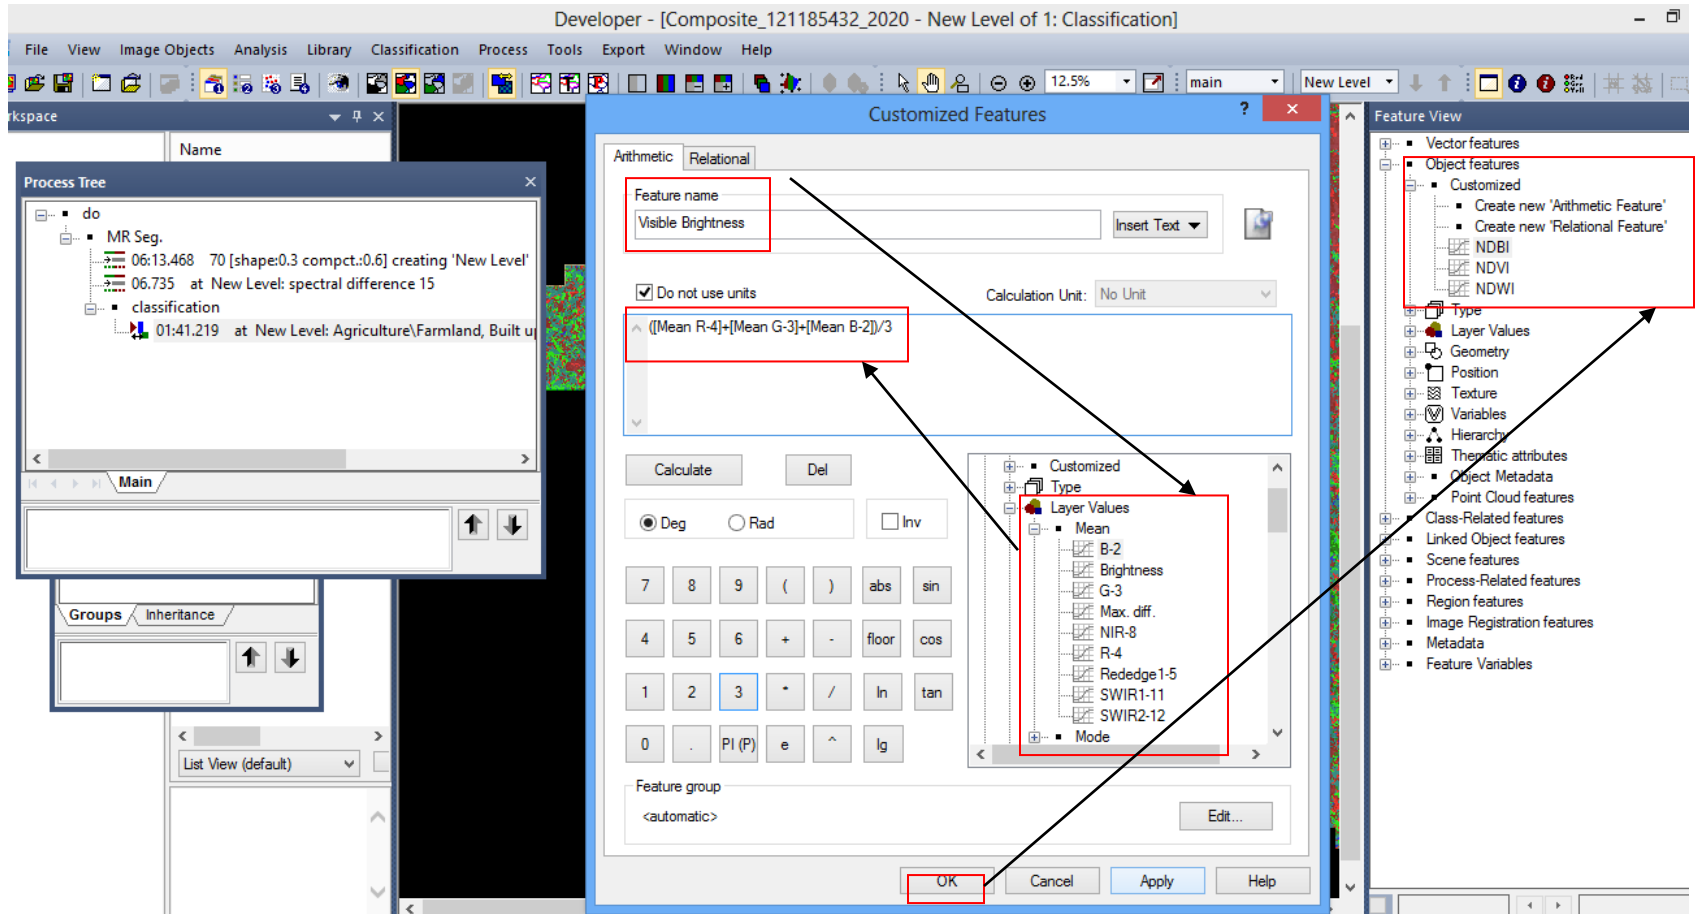 Developer - [Composite_121185432_2020 - New Level of 1: Classification]
File View Image Objects Analysis Library Classification Process Tools Export Window Help
12.5% main New Level
rkspace
Name
Process Tree
do
MR Seg.
06:13.468 70 [shape:0.3 compct.:0.6] creating 'New Level'
06.735 at New Level: spectral difference 15
classification
01:41.219 at New Level: Agriculture\Farmland, Built up
Main
Groups Inheritance
List View (default)
Customized Features
?
Arithmetic Relational
Feature name
Visible Brightness
Insert Text
Do not use units
Calculation Unit: No Unit
([Mean R-4]+[Mean G-3]+[Mean B-2])/3
Calculate Del
Deg Rad Inv
7 8 9 ( ) abs sin
4 5 6 + - floor cos
1 2 3 * / ln tan
0 . PI (P) e ^ lg
Customized
Type
Layer Values
Mean
B-2
Brightness
G-3
Max. diff.
NIR-8
R-4
Rededge1-5
SWIR1-11
SWIR2-12
Mode
Feature group
<automatic>
Edit...
OK Cancel Apply Help
Feature View
Vector features
Object features
Customized
Create new 'Arithmetic Feature'
Create new 'Relational Feature'
NDBI
NDVI
NDWI
Type
Layer Values
Geometry
Position
Texture
Variables
Hierarchy
Thematic attributes
Object Metadata
Point Cloud features
Class-Related features
Linked Object features
Scene features
Process-Related features
Region features
Image Registration features
Metadata
Feature Variables